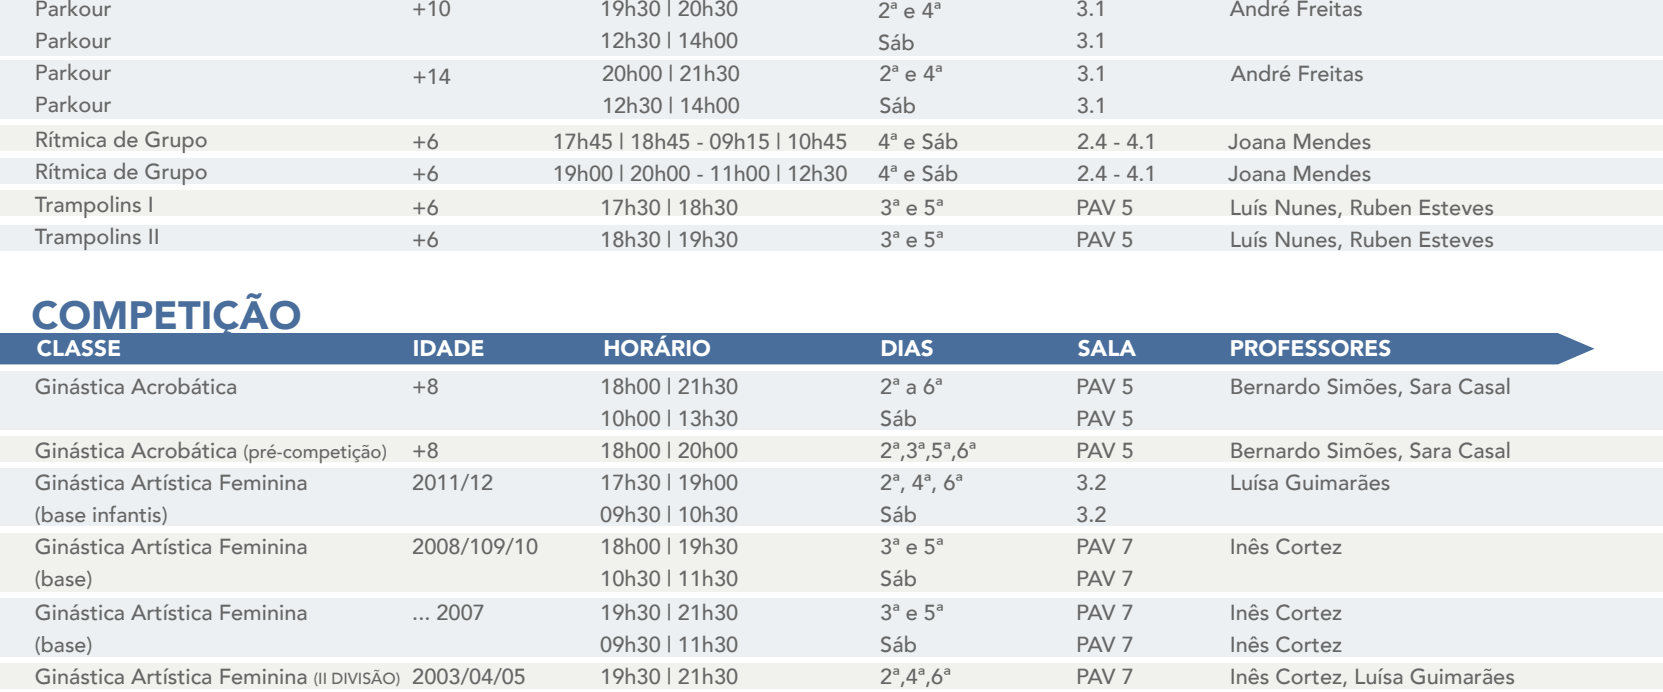 Parkour +10 19h30 | 20h30 2ª e 4ª 3.1 André Freitas
Parkour 12h30 | 14h00 Sáb 3.1
Parkour +14 20h00 | 21h30 2ª e 4ª 3.1 André Freitas
Parkour 12h30 | 14h00 Sáb 3.1
Rítmica de Grupo +6 17h45 | 18h45 - 09h15 | 10h45 4ª e Sáb 2.4 - 4.1 Joana Mendes
Rítmica de Grupo +6 19h00 | 20h00 - 11h00 | 12h30 4ª e Sáb 2.4 - 4.1 Joana Mendes
Trampolins I +6 17h30 | 18h30 3ª e 5ª PAV 5 Luís Nunes, Ruben Esteves
Trampolins II +6 18h30 | 19h30 3ª e 5ª PAV 5 Luís Nunes, Ruben Esteves
COMPETIÇÃO
CLASSE IDADE HORÁRIO DIAS SALA PROFESSORES
Ginástica Acrobática +8 18h00 | 21h30 2ª a 6ª PAV 5 Bernardo Simões, Sara Casal
10h00 | 13h30 Sáb PAV 5
Ginástica Acrobática (pré-competição) +8 18h00 | 20h00 2ª,3ª,5ª,6ª PAV 5 Bernardo Simões, Sara Casal
Ginástica Artística Feminina 2011/12 17h30 | 19h00 2ª, 4ª, 6ª 3.2 Luísa Guimarães
(base infantis) 09h30 | 10h30 Sáb 3.2
Ginástica Artística Feminina 2008/109/10 18h00 | 19h30 3ª e 5ª PAV 7 Inês Cortez
(base) 10h30 | 11h30 Sáb PAV 7
Ginástica Artística Feminina ... 2007 19h30 | 21h30 3ª e 5ª PAV 7 Inês Cortez
(base) 09h30 | 11h30 Sáb PAV 7 Inês Cortez
Ginástica Artística Feminina (II DIVISÃO) 2003/04/05 19h30 | 21h30 2ª,4ª,6ª PAV 7 Inês Cortez, Luísa Guimarães